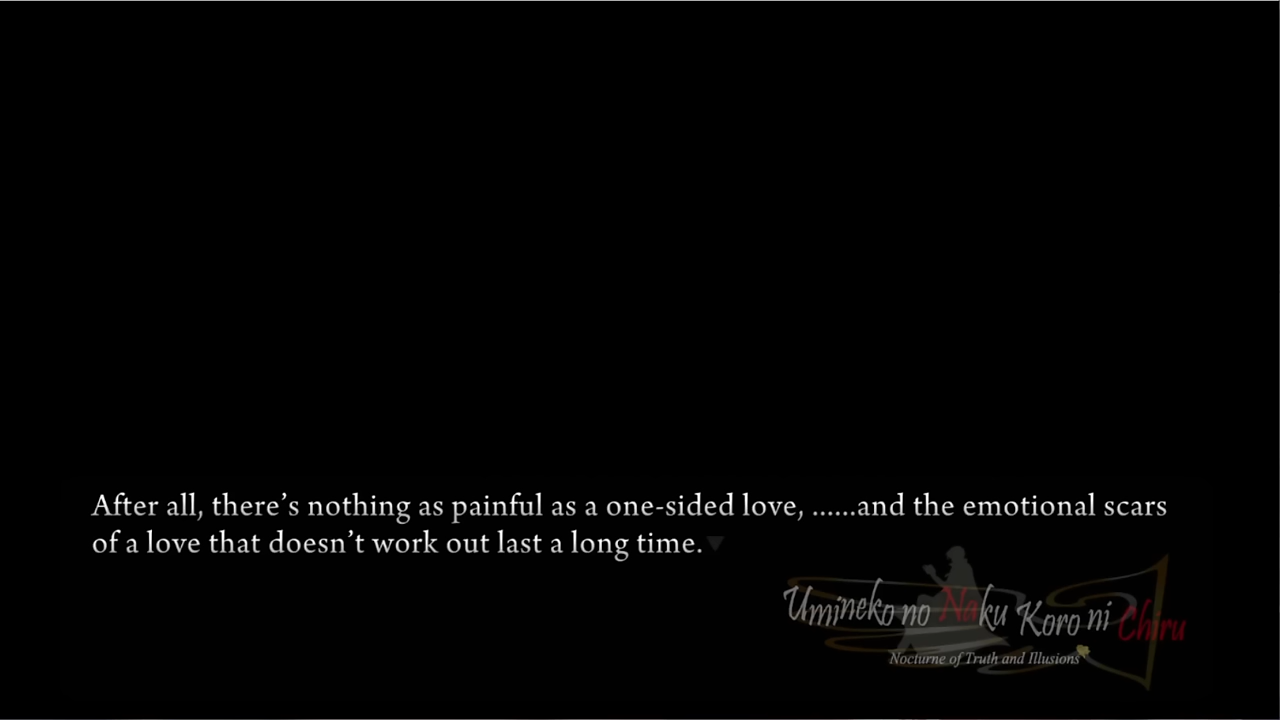 After all, there's nothing as painful as a one-sided love, ......and the emotional scars
of a love that doesn't work out last a long time.
Umineko no Naku Koro ni Chiru
Nocturne of Truth and Illusions